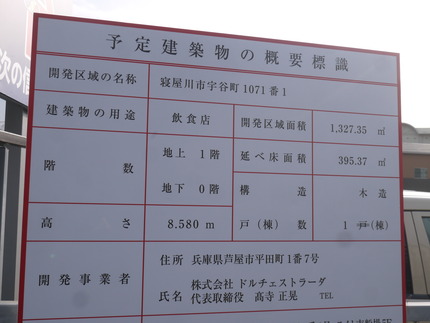 次の信
予定建築物の概要標識
開発区域の名称 寝屋川市宇谷町1071番1
建築物の用途 飲食店 開発区域面積 1,327.35 ㎡
階数 地上 1階 延べ床面積 395.37 ㎡
地下 0階 構造 木造
高さ 8.580 m 戸(棟)数 1 戸(棟)
開発事業者 住所 兵庫県芦屋市平田町1番7号
株式会社 ドルチェストラーダ
氏名 代表取締役 髙寺 正晃 TEL